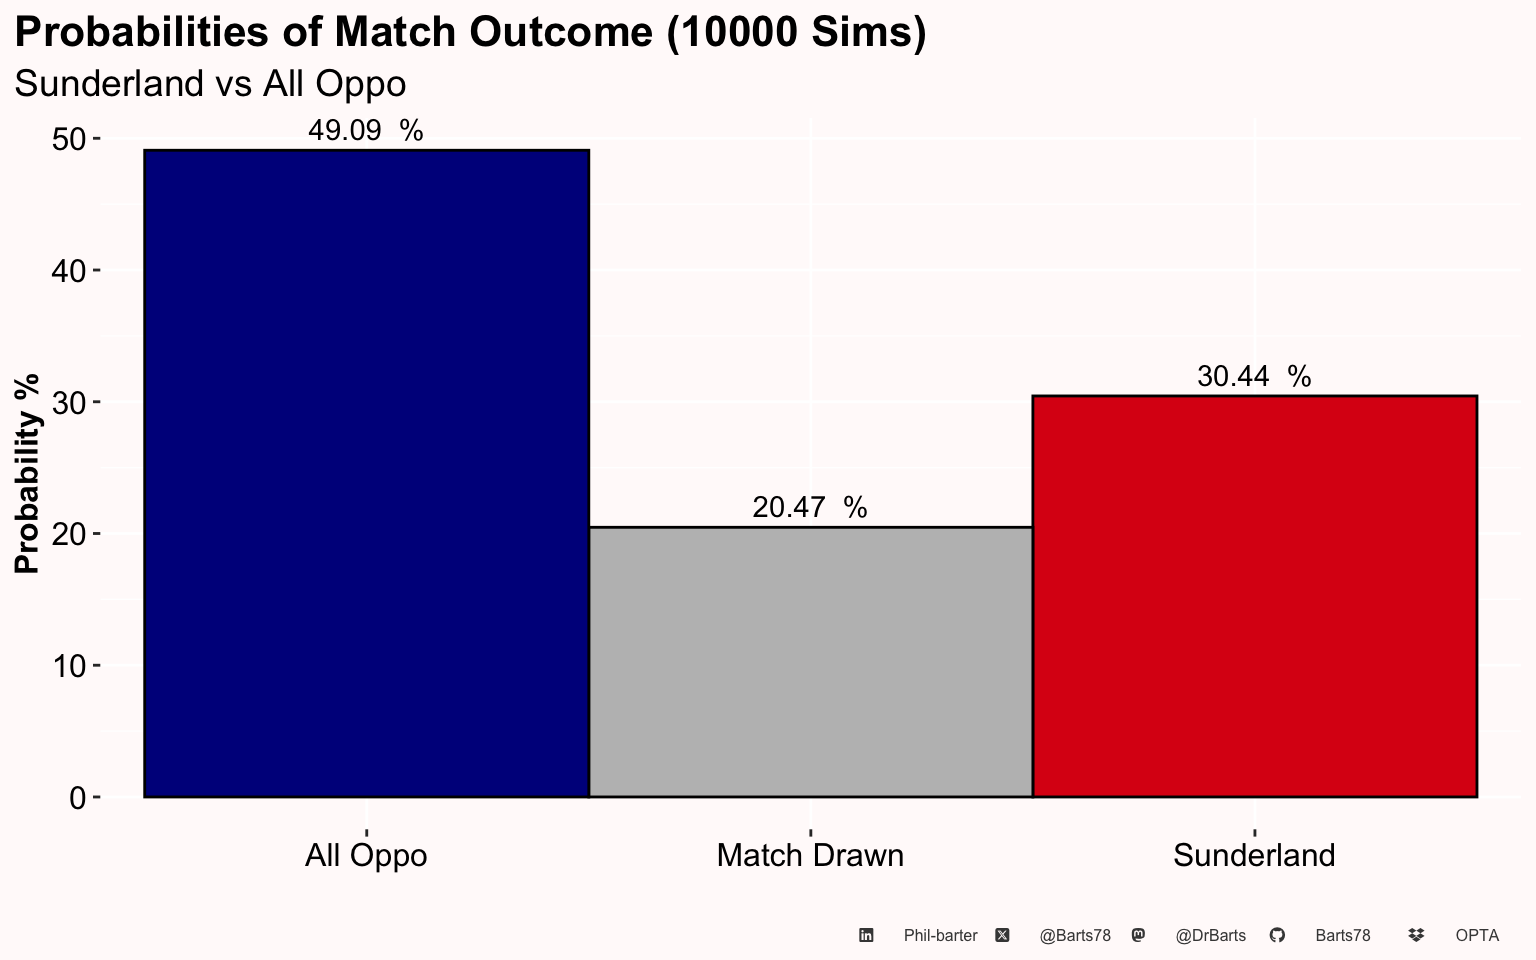 Probabilities of Match Outcome (10000 Sims)
Sunderland vs All Oppo
49.09 %
50
40
30.44 %
30
20.47 %
20
10
0
Probability %
All Oppo Match Drawn Sunderland
Phil-barter @Barts78 @DrBarts Barts78 OPTA